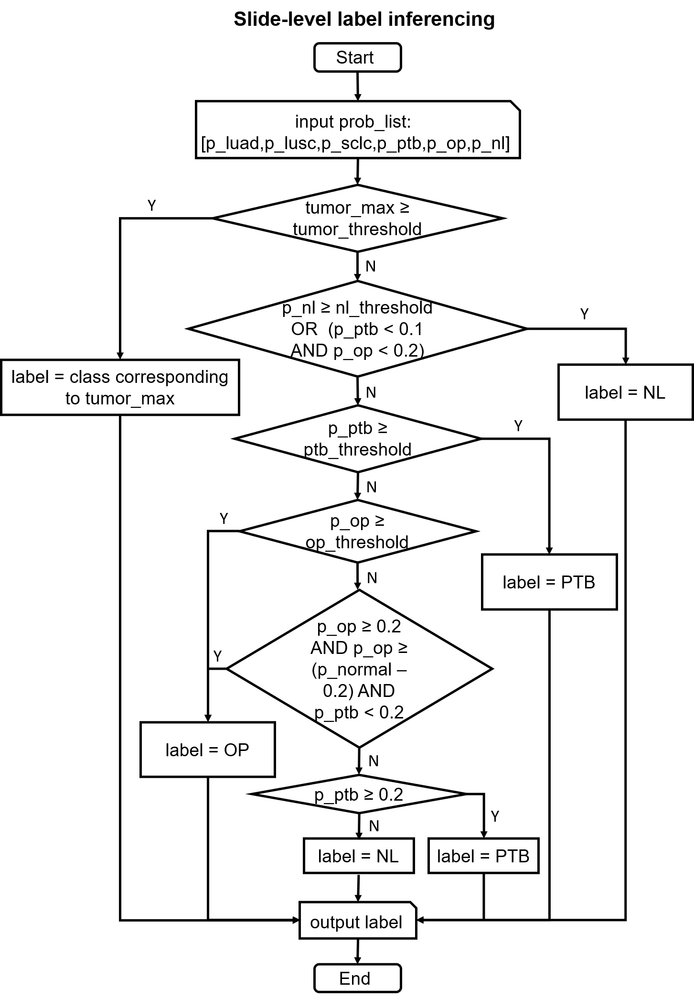 Slide-level label inferencing
Start
input prob_list:
[p_luad,p_lusc,p_sclc,p_ptb,p_op,p_nl]
Y
tumor_max ≥
tumor_threshold
N
p_nl ≥ nl_threshold
OR (p_ptb < 0.1
AND p_op < 0.2)
Y
label = class corresponding
to tumor_max
label = NL
N
p_ptb ≥
ptb_threshold
Y
N
Y
p_op ≥
op_threshold
label = PTB
N
p_op ≥ 0.2
AND p_op ≥
(p_normal –
0.2) AND
p_ptb < 0.2
Y
label = OP
N
p_ptb ≥ 0.2
Y
N
label = NL
label = PTB
output label
End